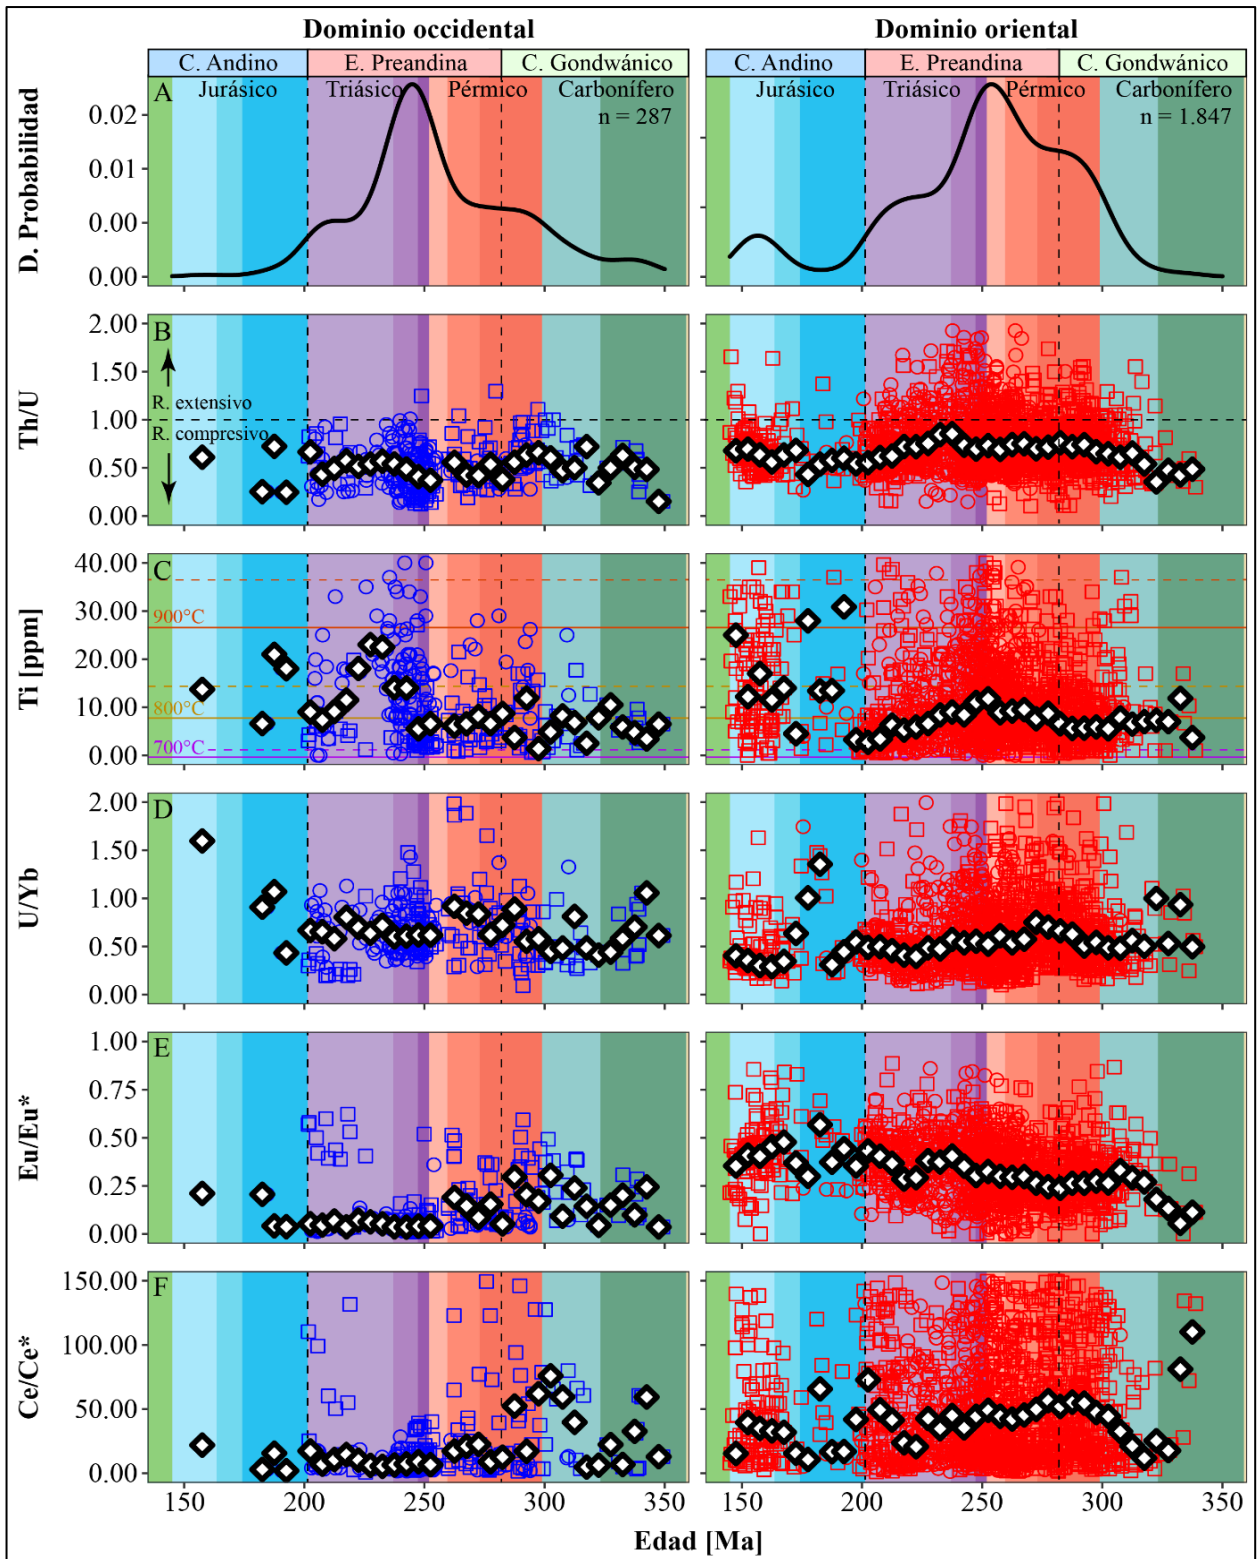 Dominio occidental Dominio oriental
C. Andino E. Preandina C. Gondwánico C. Andino E. Preandina C. Gondwánico
A Jurásico Triásico Pérmico Carbonífero Jurásico Triásico Pérmico Carbonífero
n = 287 n = 1.847
D. Probabilidad
0.02
0.01
0.00
0.00
B
Th/U
2.00
1.50
R. extensivo
1.00
R. compresivo
0.50
0.00
C
Ti [ppm]
40.00
30.00
900°C
20.00
10.00
800°C
700°C
0.00
D
U/Yb
2.00
1.50
1.00
0.50
0.00
E
Eu/Eu*
1.00
0.75
0.50
0.25
0.00
F
Ce/Ce*
150.00
100.00
50.00
0.00
150 200 250 300 350 150 200 250 300 350
Edad [Ma]